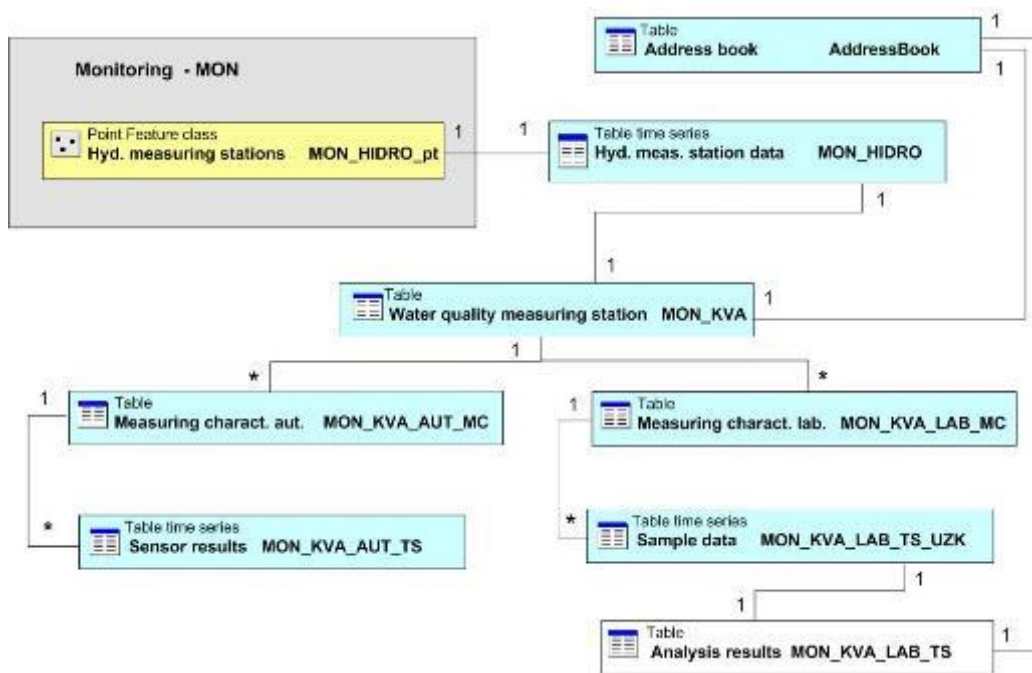 Table
Address book AddressBook
1
1
Monitoring - MON
Point Feature class
Hyd. measuring stations MON_HIDRO_pt
1
1
Table time series
Hyd. meas. station data MON_HIDRO
1
1
Table
Water quality measuring station MON_KVA
1
1
*
*
1
Table
Measuring charact. aut. MON_KVA_AUT_MC
1
Table
Measuring charact. lab. MON_KVA_LAB_MC
*
Table time series
Sensor results MON_KVA_AUT_TS
*
Table time series
Sample data MON_KVA_LAB_TS_UZK
1
1
Table
Analysis results MON_KVA_LAB_TS
1